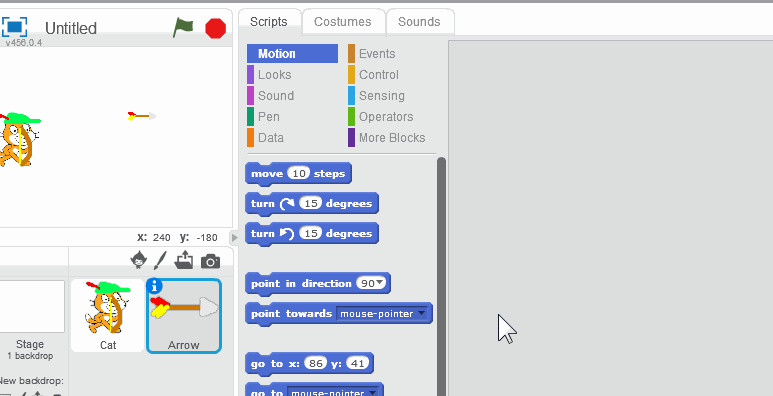 Untitled
v456.0.4
x: 240 y: -180
Cat
Arrow
Stage
1 backdrop
New backdrop:
Scripts Costumes Sounds
Motion Events
Looks Control
Sound Sensing
Pen Operators
Data More Blocks
move 10 steps
turn 15 degrees
turn 15 degrees
point in direction 90
point towards mouse-pointer
go to x: 86 y: 41
go to mouse-pointer